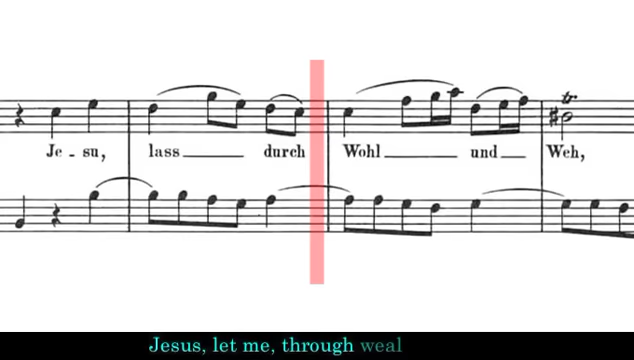 Je - su, lass durch Wohl und Weh,
Jesus, let me, through weal